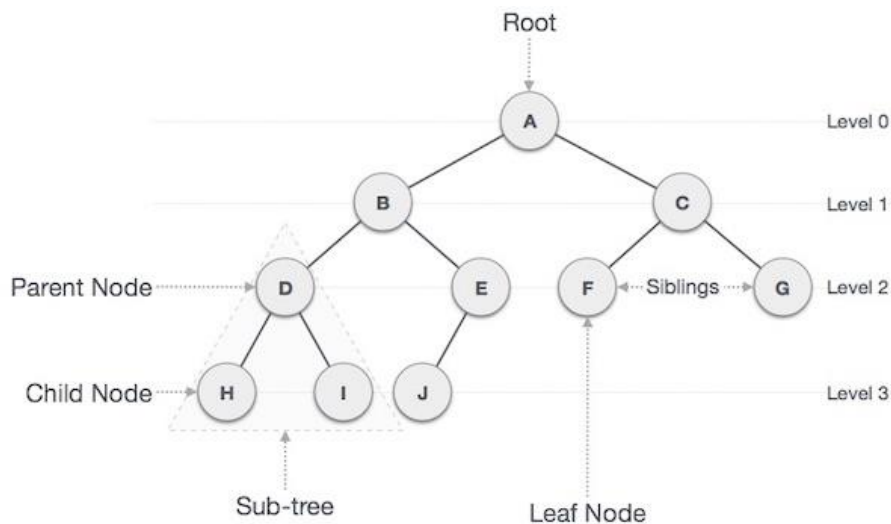 Root
A
Level 0
B
C
Level 1
Parent Node
D
E
F
Siblings
G
Level 2
Child Node
H
I
J
Level 3
Sub-tree
Leaf Node